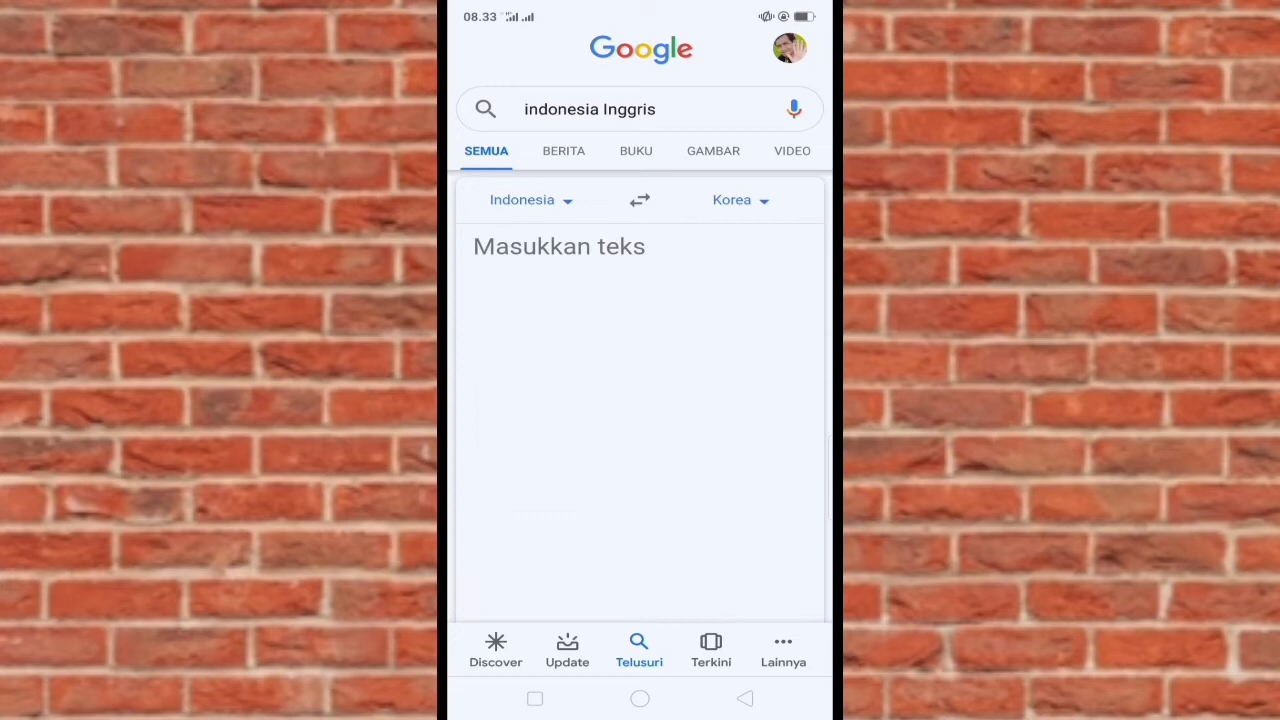 08.33
Google
indonesia Inggris
SEMUA BERITA BUKU GAMBAR VIDEO
Indonesia Korea
Masukkan teks
Discover Update Telusuri Terkini Lainnya